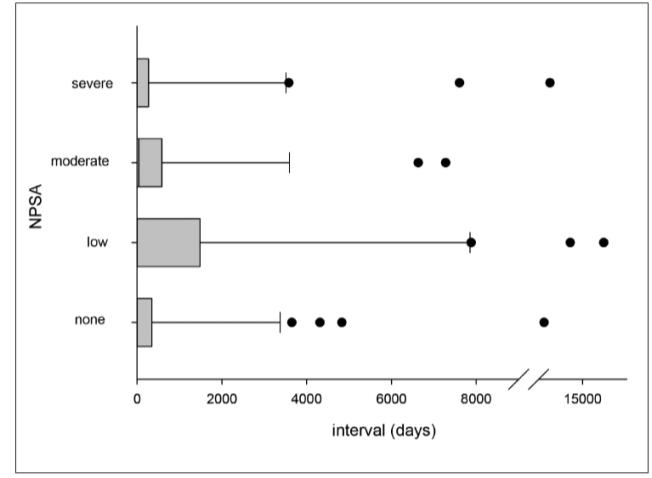 severe
moderate
NPSA
low
none
0 2000 4000 6000 8000 15000
interval (days)